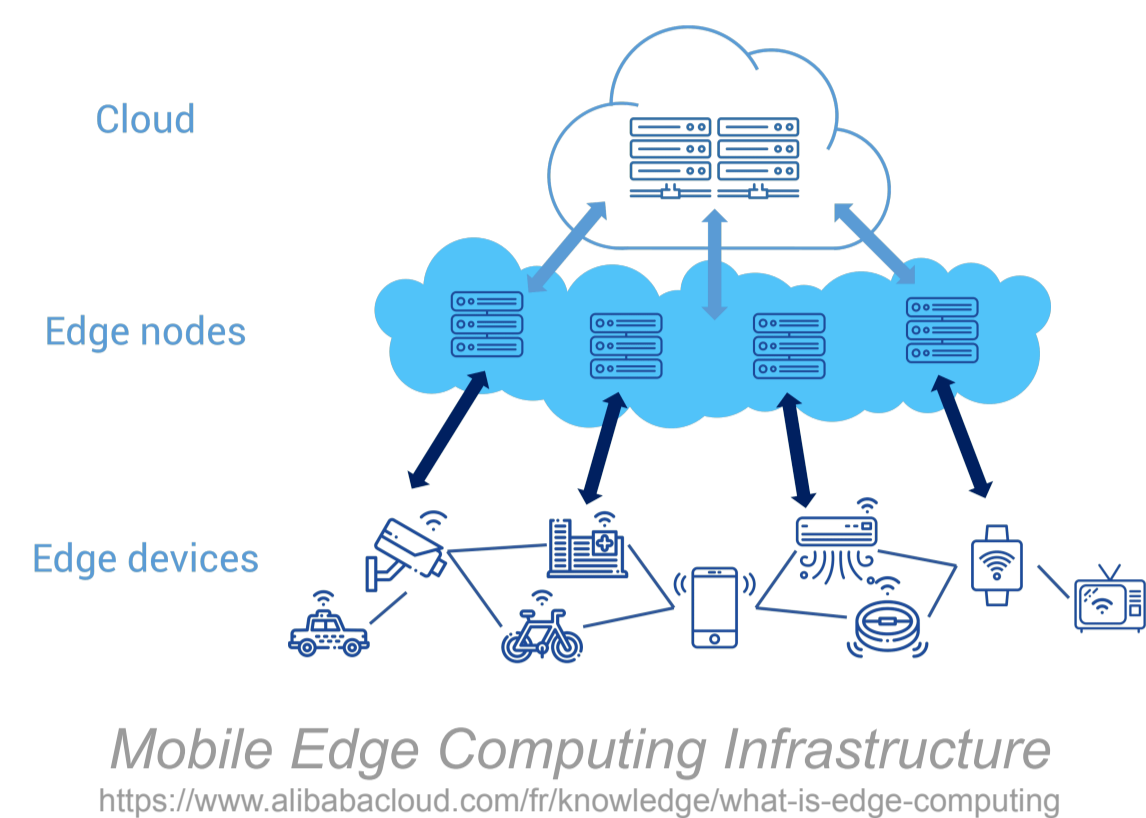 Cloud
Edge nodes
Edge devices
Mobile Edge Computing Infrastructure
https://www.alibabacloud.com/fr/knowledge/what-is-edge-computing